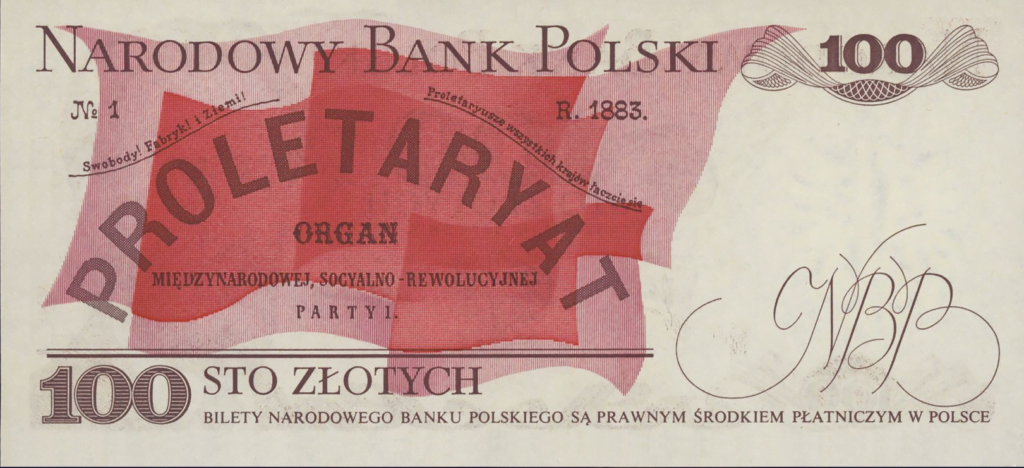 NARODOWY BANK POLSKI
100
№ 1
R. 1883.
Swobody! Fabryk! i Ziemi!
Proletaryusze wszystkich krajów łączcie się
PROLETARYAT
ORGAN
MIĘDZYNARODOWEJ, SOCYALNO-REWOLUCYJNEJ
PARTYI.
NBP
100 STO ZŁOTYCH
BILETY NARODOWEGO BANKU POLSKIEGO SĄ PRAWNYM ŚRODKIEM PŁATNICZYM W POLSCE